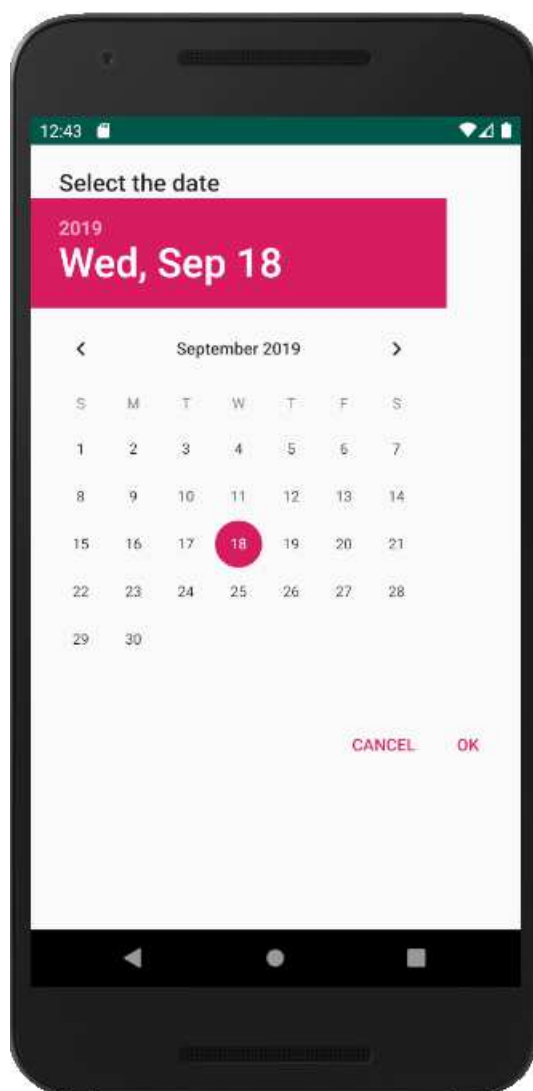 12:43
Select the date
2019
Wed, Sep 18
September 2019
S M T W T F S
1 2 3 4 5 6 7
8 9 10 11 12 13 14
15 16 17 18 19 20 21
22 23 24 25 26 27 28
29 30
CANCEL OK